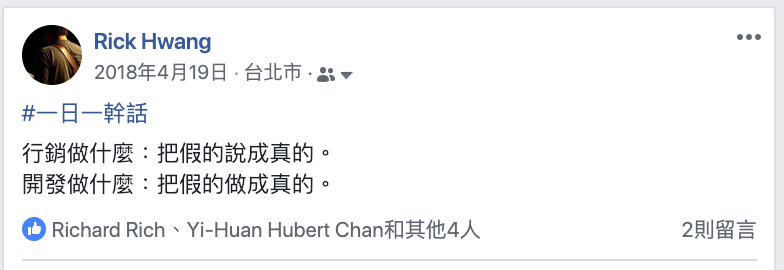 Rick Hwang
2018年4月19日 · 台北市 ·
#一日一幹話
行銷做什麼：把假的說成真的。
開發做什麼：把假的做成真的。
Richard Rich、Yi-Huan Hubert Chan和其他4人 2則留言